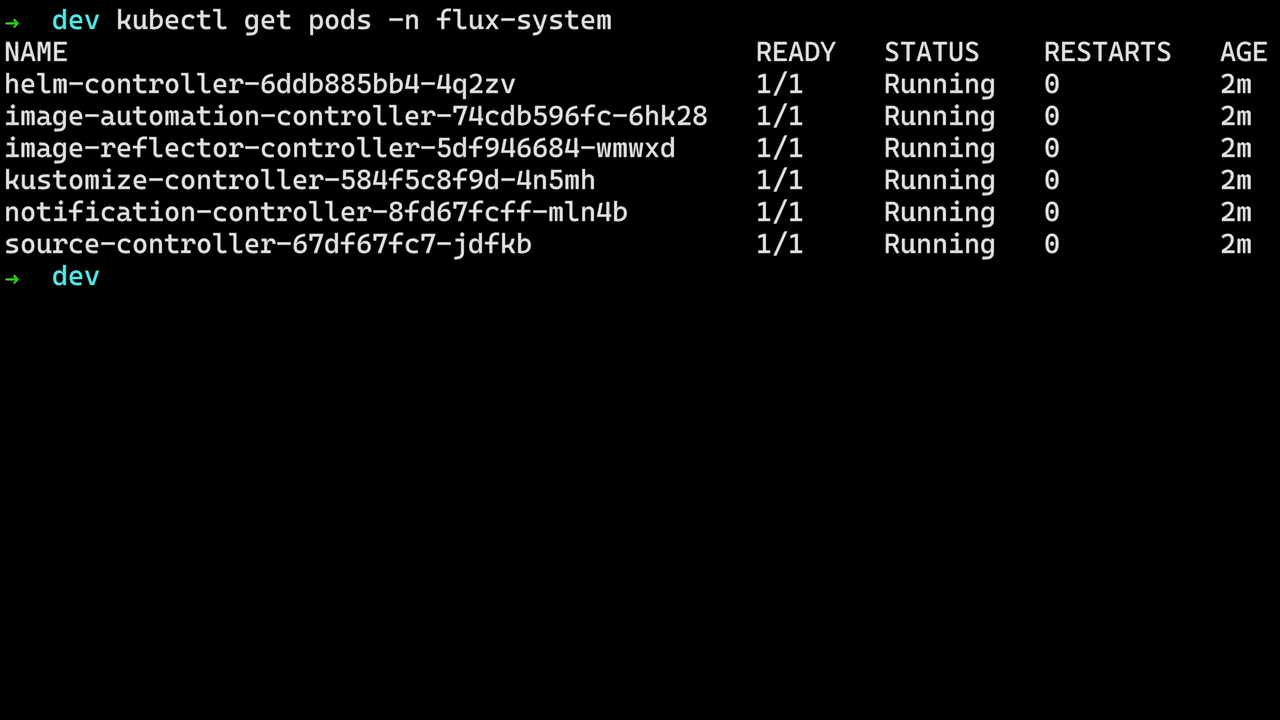 → dev kubectl get pods -n flux-system
NAME READY STATUS RESTARTS AGE
helm-controller-6ddb885bb4-4q2zv 1/1 Running 0 2m
image-automation-controller-74cdb596fc-6hk28 1/1 Running 0 2m
image-reflector-controller-5df946684-wmwxd 1/1 Running 0 2m
kustomize-controller-584f5c8f9d-4n5mh 1/1 Running 0 2m
notification-controller-8fd67fcff-mln4b 1/1 Running 0 2m
source-controller-67df67fc7-jdfkb 1/1 Running 0 2m
→ dev